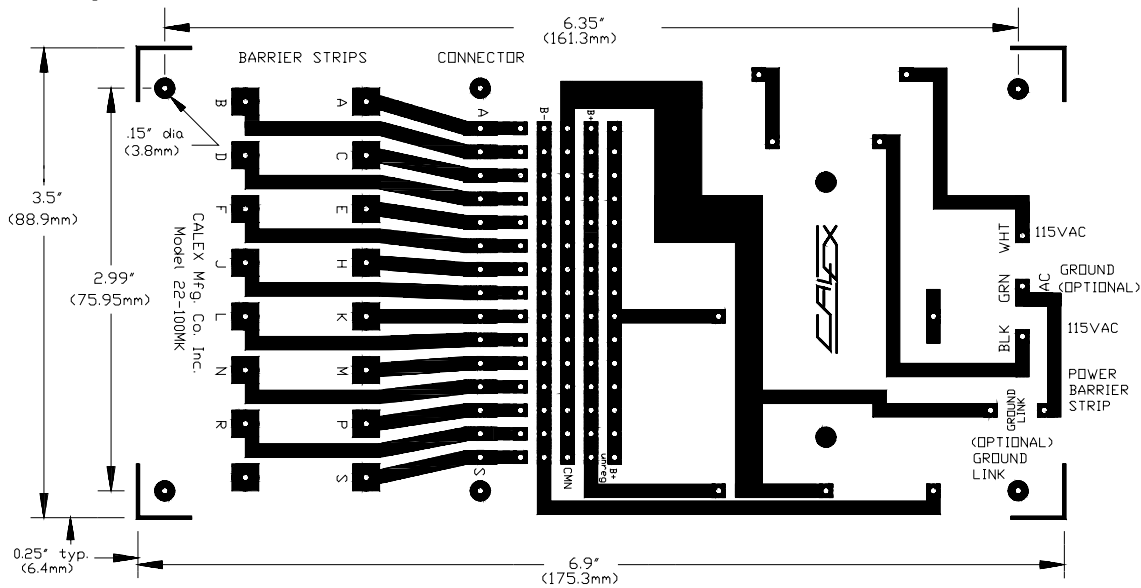 6.35"
(161.3mm)
BARRIER STRIPS
CONNECTOR
B
A
A
B-
B+
.15" dia
(3.8mm)
D
C
3.5"
(88.9mm)
F
E
CALEX Mfg. Co. Inc.
Model 22-100MK
WHT
115VAC
2.99"
(75.95mm)
J
H
CALEX
GRN
AC
GROUND
(OPTIONAL)
L
K
BLK
115VAC
N
M
POWER
BARRIER
STRIP
R
P
GROUND
LINK
(OPTIONAL)
GROUND
LINK
S
S
CMN
unreg
B+
0.25" typ.
(6.4mm)
6.9"
(175.3mm)